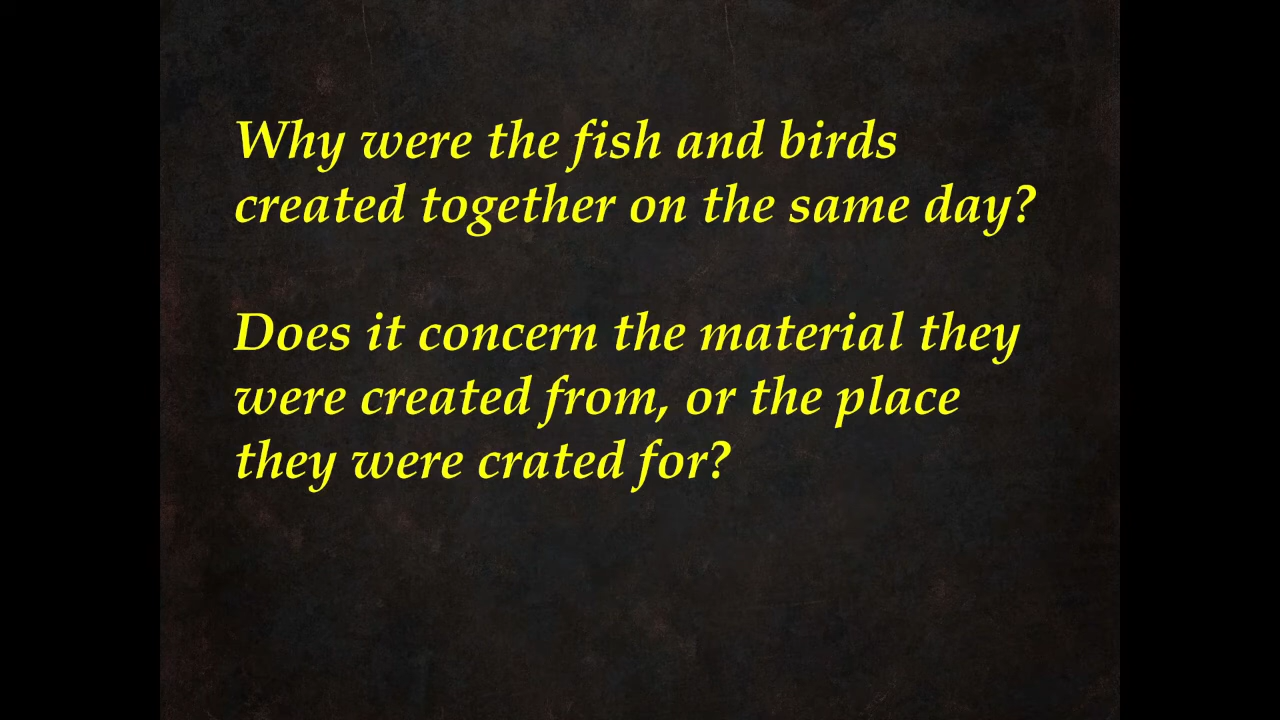 Why were the fish and birds
created together on the same day?
Does it concern the material they
were created from, or the place
they were crated for?